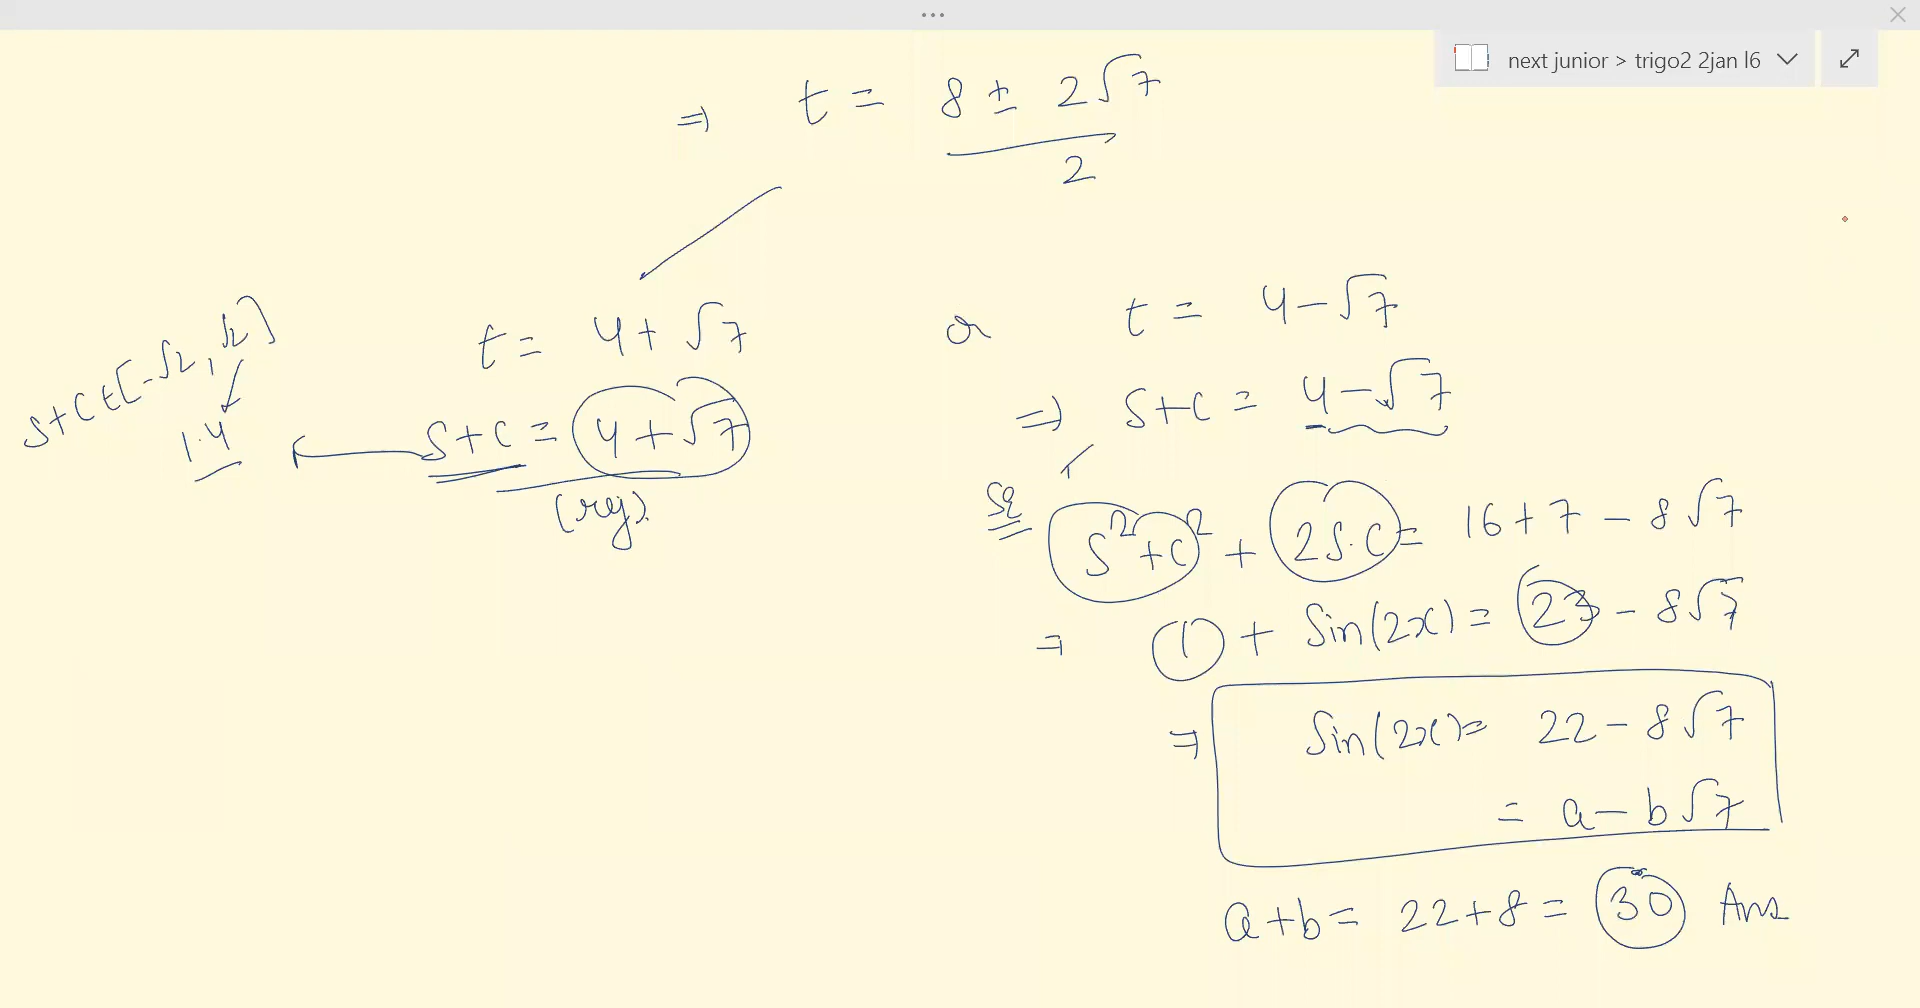 next junior > trigo2 2jan l6
⇒ t = 8 ± 2√7
2
t = 4 + √7 or t = 4 - √7
s+c ∈ [-√2, √2]
1.4
s+c = 4 + √7
(rej).
⇒ s+c = 4 - √7
Sq
s² + c² + 2s.c = 16 + 7 - 8√7
⇒ 1 + Sin(2x) = 23 - 8√7
⇒ Sin(2x) = 22 - 8√7
= a - b√7
a+b = 22+8 = 30 Ans